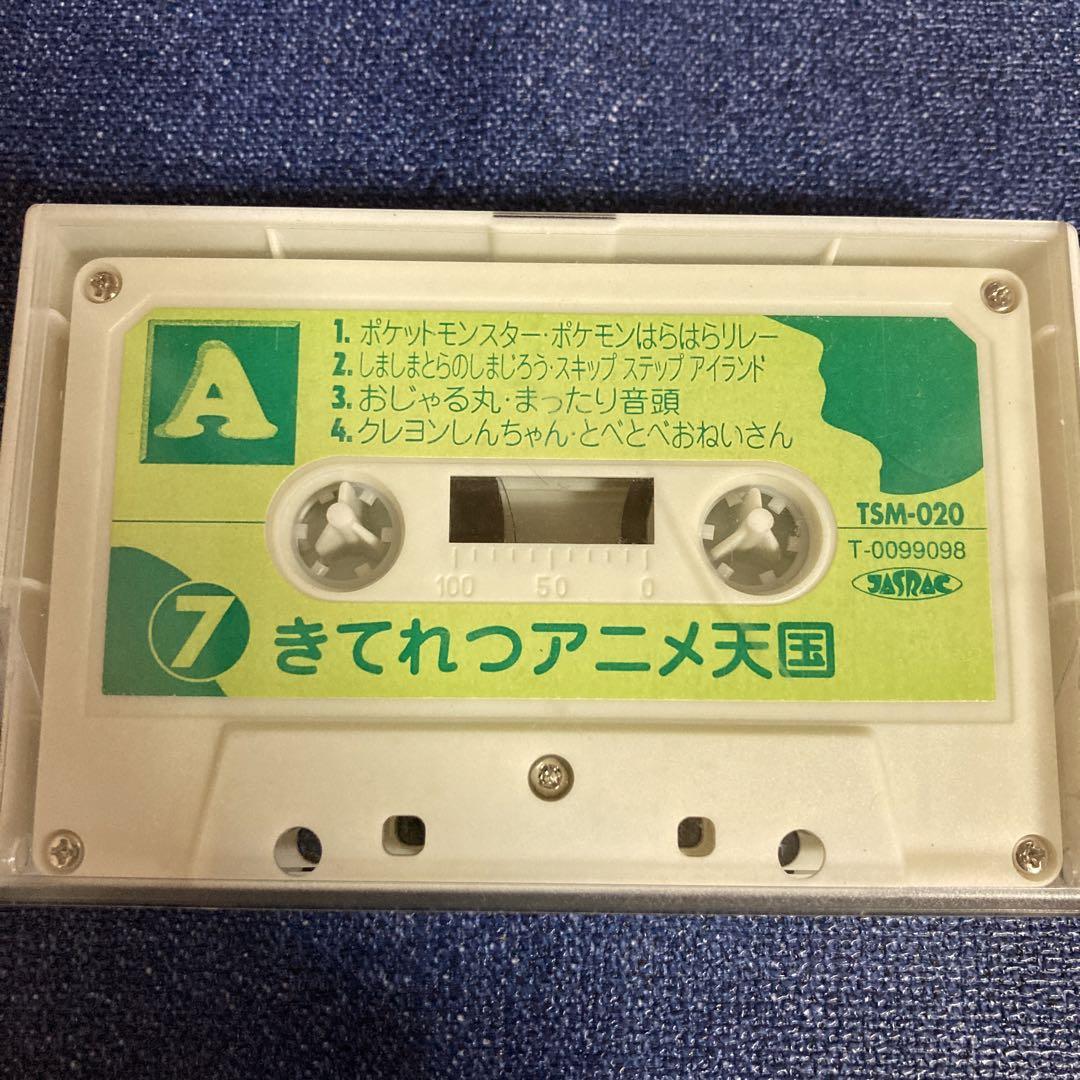 A
1. ポケットモンスター・ポケモンはらはらリレー
2. しましまとらのしまじろう・スキップ ステップ アイランド
3. おじゃる丸・まったり音頭
4. クレヨンしんちゃん・とべとべおねいさん
TSM-020
T-0099098
JASRAC
100 50 0
7 きてれつアニメ天国